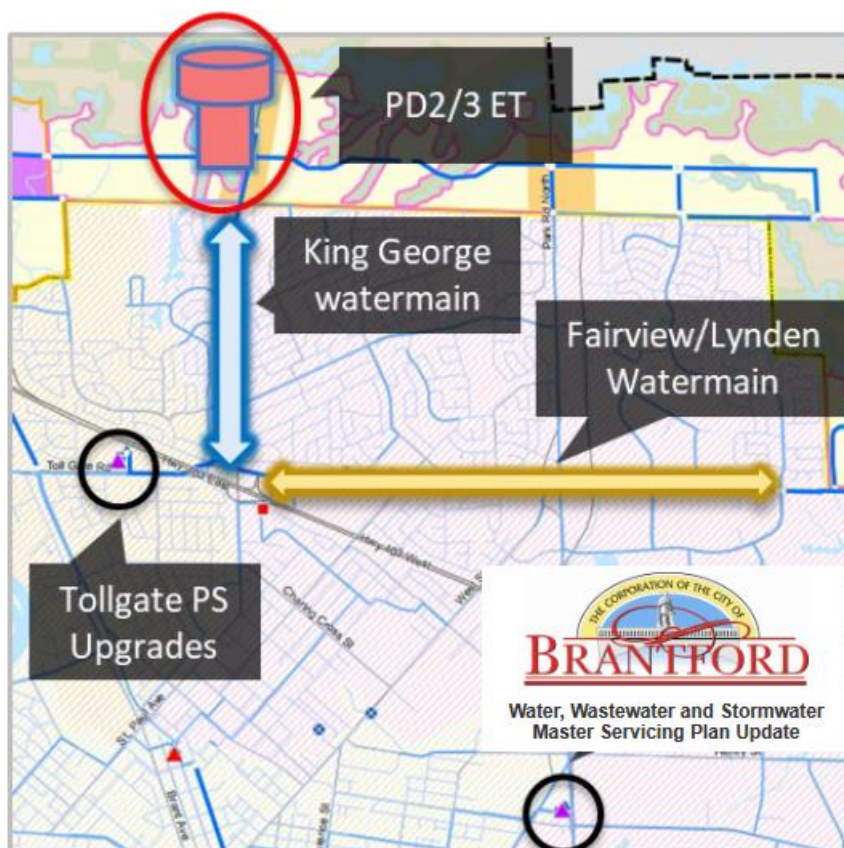 PD2/3 ET
Park Rd North
King George
watermain
Fairview/Lynden
Watermain
Toll Gate Rd
Hwy 403 East
Hwy 403 West
Tollgate PS
Upgrades
Charing Cross St
St. Paul Ave
Brant Ave
THE CORPORATION OF THE CITY OF
BRANTFORD
Water, Wastewater and Stormwater
Master Servicing Plan Update